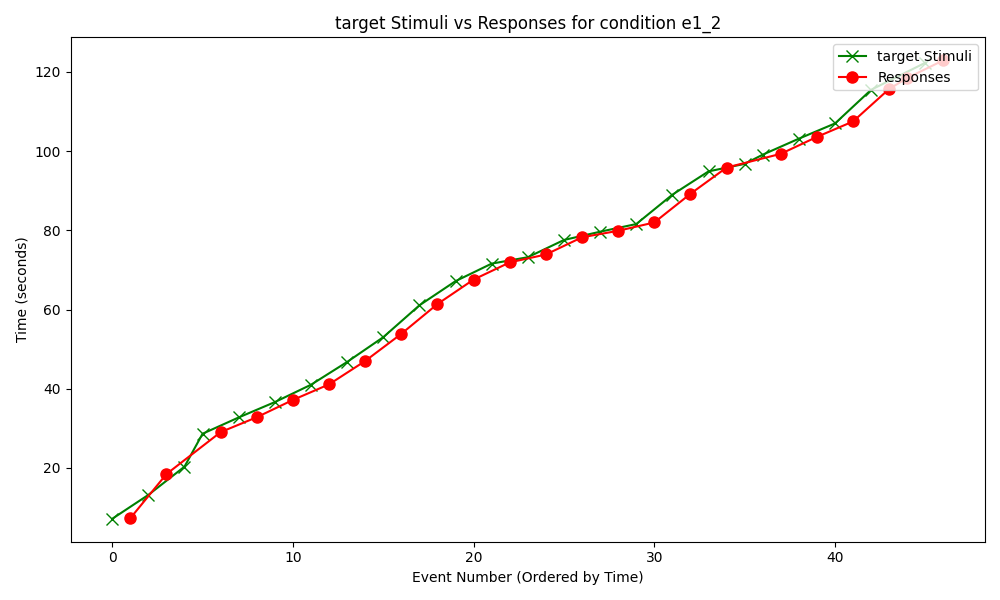 target Stimuli vs Responses for condition e1_2
target Stimuli
Responses
Time (seconds)
120
100
80
60
40
20
0 10 20 30 40
Event Number (Ordered by Time)